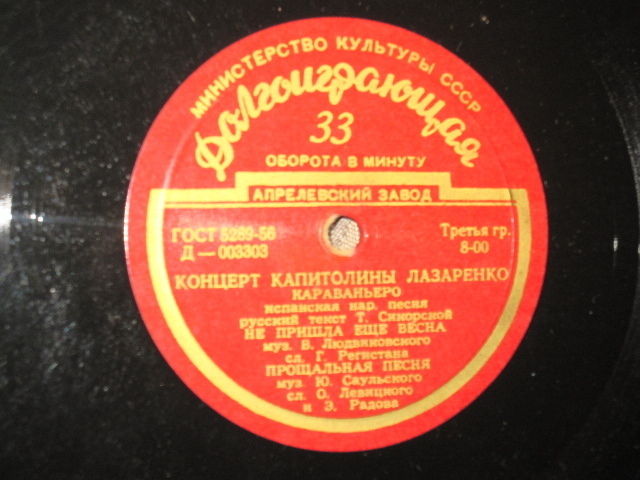 МИНИСТЕРСТВО КУЛЬТУРЫ СССР
Долгоиграющая
33
ОБОРОТА В МИНУТУ
АПРЕЛЕВСКИЙ ЗАВОД
ГОСТ 5289-56
Третья гр.
Д — 003303
8-00
КОНЦЕРТ КАПИТОЛИНЫ ЛАЗАРЕНКО
КАРАВАНЬЕРО
испанская нар. песня
русский текст Т. Сикорской
НЕ ПРИШЛА ЕЩЕ ВЕСНА
муз. В. Людвиковского
сл. Г. Регистана
ПРОЩАЛЬНАЯ ПЕСНЯ
муз. Ю. Саульского
сл. О. Левицкого
и Э. Радова